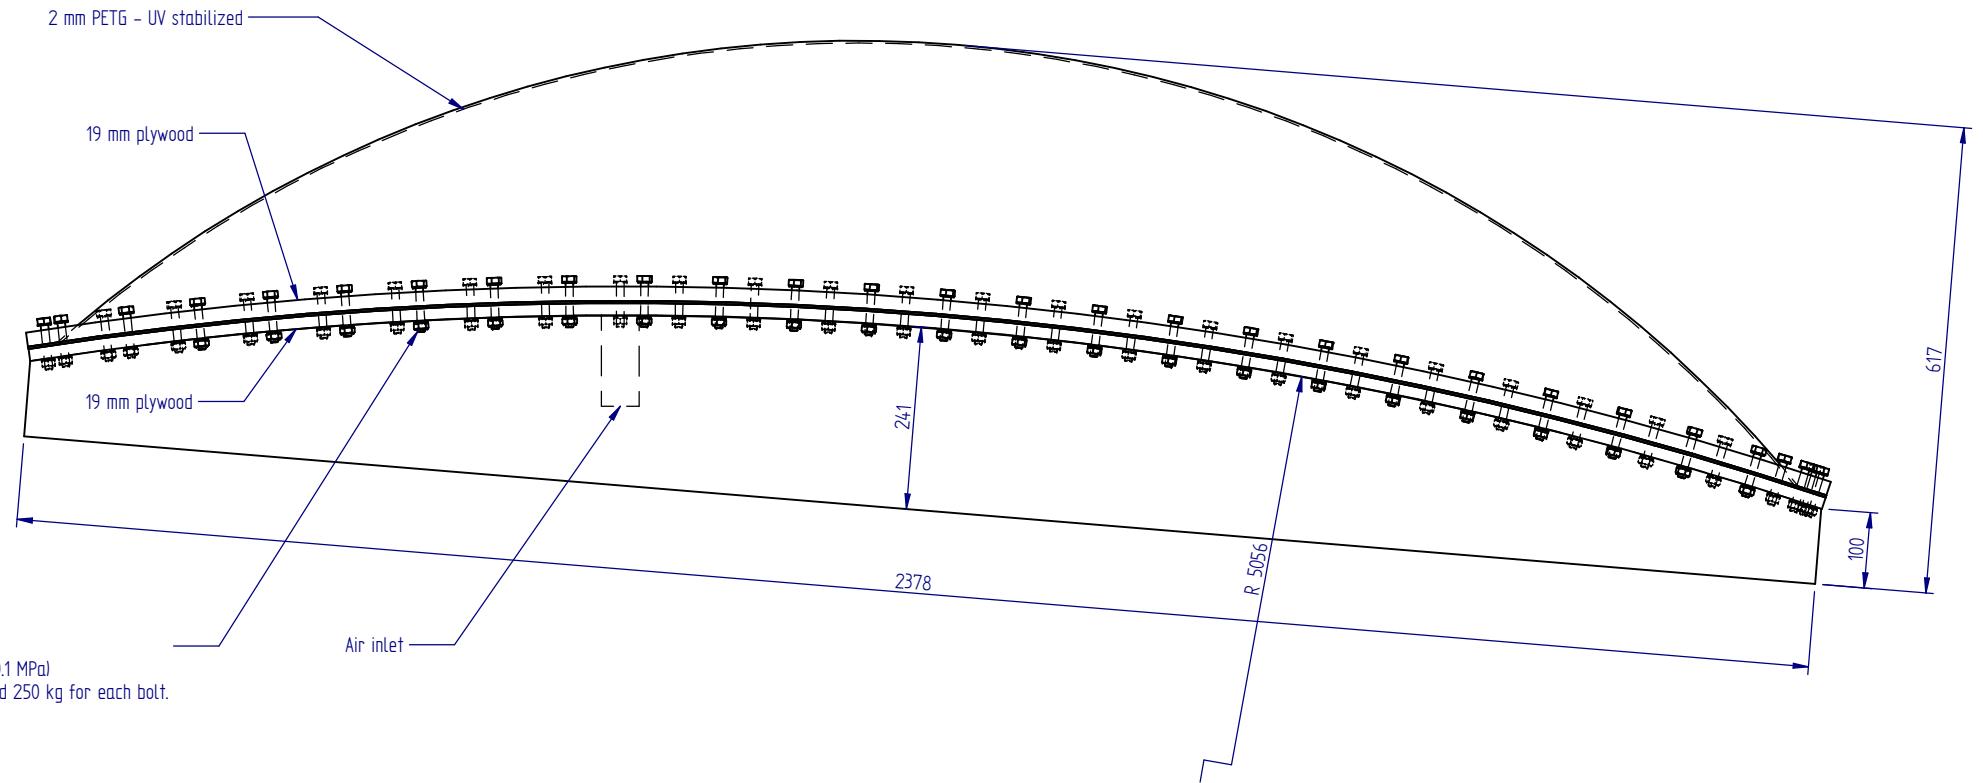 2 mm PETG - UV stabilized
19 mm plywood
617
19 mm plywood
241
100
R 5056
2378
Air inlet
.1 MPa)
d 250 kg for each bolt.